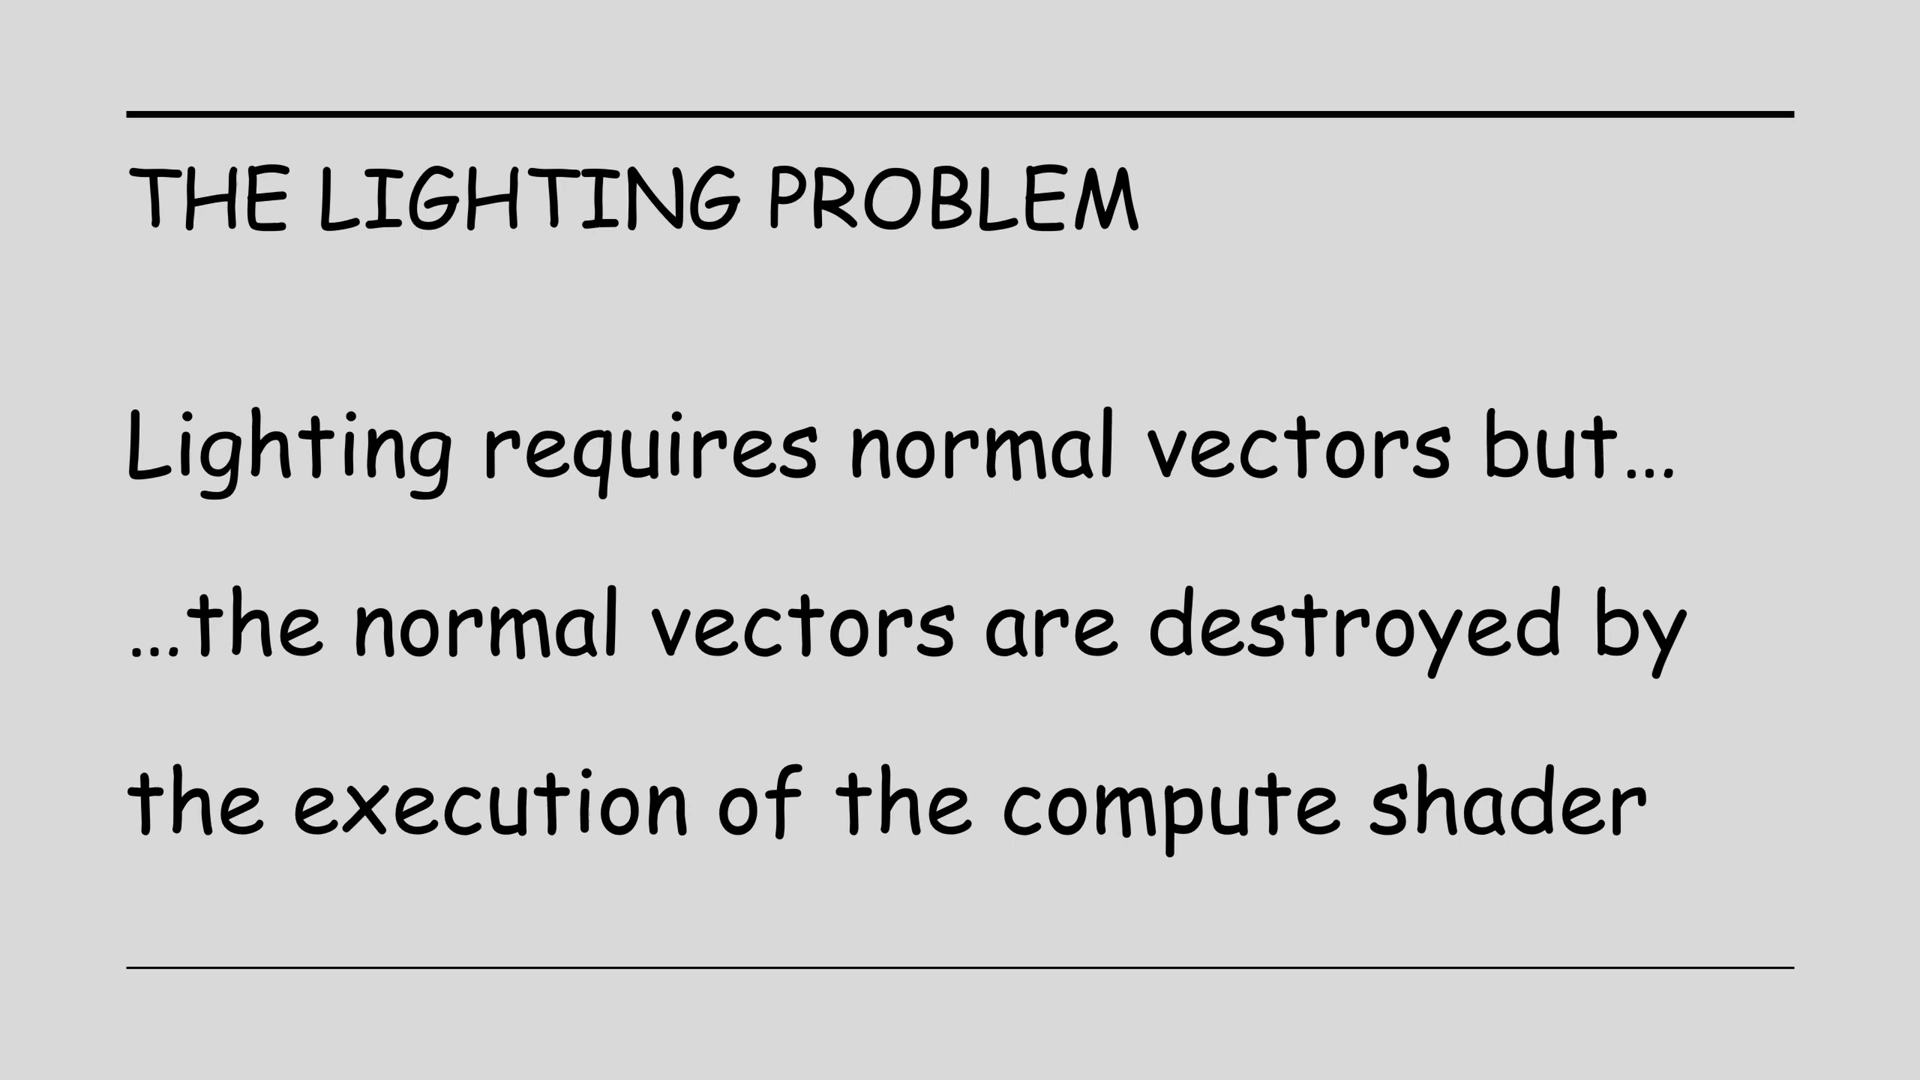 THE LIGHTING PROBLEM
Lighting requires normal vectors but...
...the normal vectors are destroyed by
the execution of the compute shader